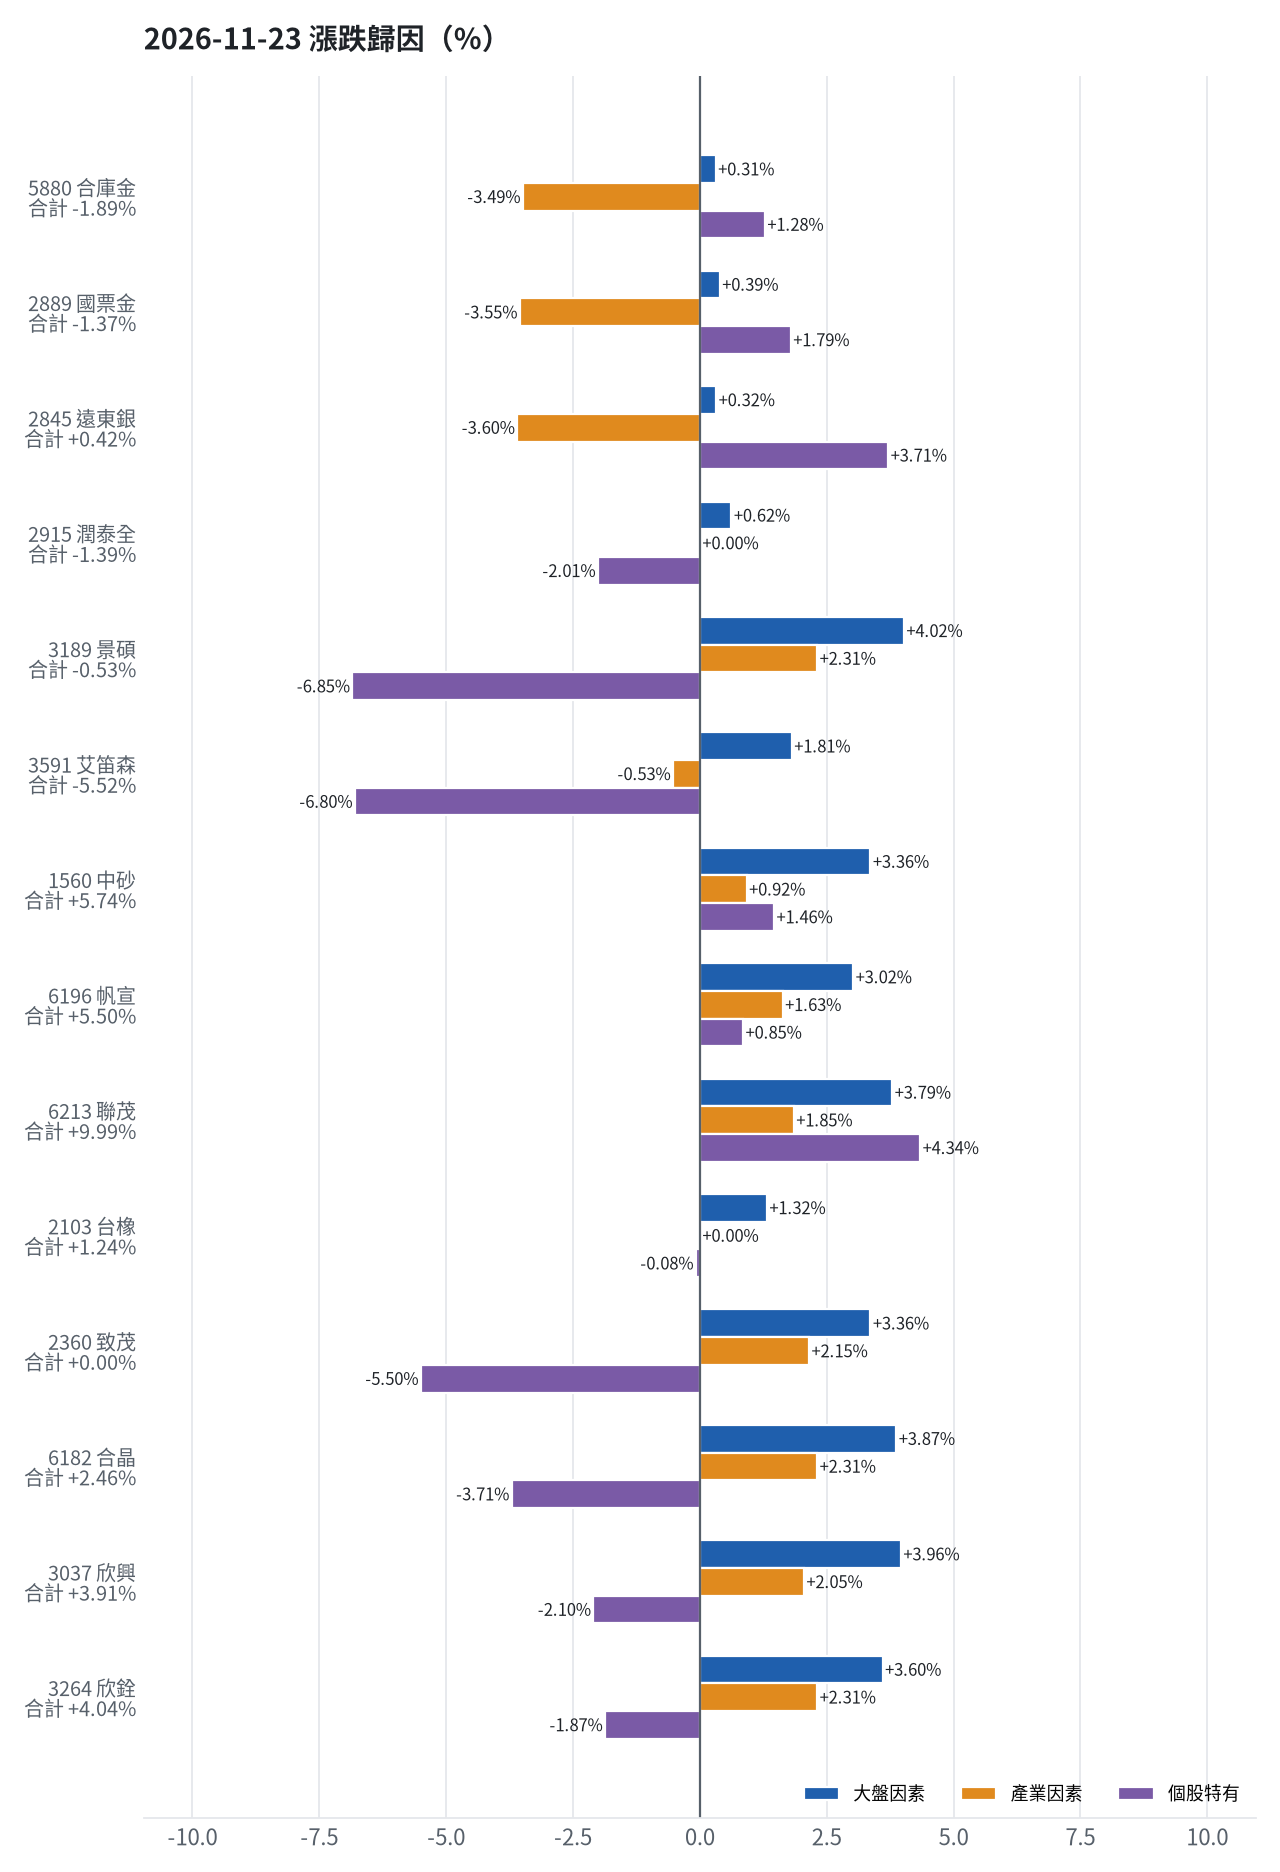 2026-11-23 漲跌歸因（%）
5880 合庫金
合計 -1.89%
+0.31%
-3.49%
+1.28%
2889 國票金
合計 -1.37%
+0.39%
-3.55%
+1.79%
2845 遠東銀
合計 +0.42%
+0.32%
-3.60%
+3.71%
2915 潤泰全
合計 -1.39%
+0.62%
+0.00%
-2.01%
3189 景碩
合計 -0.53%
+4.02%
+2.31%
-6.85%
3591 艾笛森
合計 -5.52%
+1.81%
-0.53%
-6.80%
1560 中砂
合計 +5.74%
+3.36%
+0.92%
+1.46%
6196 帆宣
合計 +5.50%
+3.02%
+1.63%
+0.85%
6213 聯茂
合計 +9.99%
+3.79%
+1.85%
+4.34%
2103 台橡
合計 +1.24%
+1.32%
+0.00%
-0.08%
2360 致茂
合計 +0.00%
+3.36%
+2.15%
-5.50%
6182 合晶
合計 +2.46%
+3.87%
+2.31%
-3.71%
3037 欣興
合計 +3.91%
+3.96%
+2.05%
-2.10%
3264 欣銓
合計 +4.04%
+3.60%
+2.31%
-1.87%
大盤因素 產業因素 個股特有
-10.0 -7.5 -5.0 -2.5 0.0 2.5 5.0 7.5 10.0